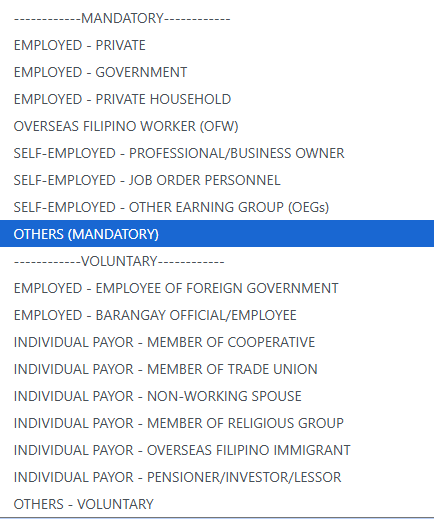 ------------MANDATORY------------
EMPLOYED - PRIVATE
EMPLOYED - GOVERNMENT
EMPLOYED - PRIVATE HOUSEHOLD
OVERSEAS FILIPINO WORKER (OFW)
SELF-EMPLOYED - PROFESSIONAL/BUSINESS OWNER
SELF-EMPLOYED - JOB ORDER PERSONNEL
SELF-EMPLOYED - OTHER EARNING GROUP (OEGs)
OTHERS (MANDATORY)
------------VOLUNTARY------------
EMPLOYED - EMPLOYEE OF FOREIGN GOVERNMENT
EMPLOYED - BARANGAY OFFICIAL/EMPLOYEE
INDIVIDUAL PAYOR - MEMBER OF COOPERATIVE
INDIVIDUAL PAYOR - MEMBER OF TRADE UNION
INDIVIDUAL PAYOR - NON-WORKING SPOUSE
INDIVIDUAL PAYOR - MEMBER OF RELIGIOUS GROUP
INDIVIDUAL PAYOR - OVERSEAS FILIPINO IMMIGRANT
INDIVIDUAL PAYOR - PENSIONER/INVESTOR/LESSOR
OTHERS - VOLUNTARY